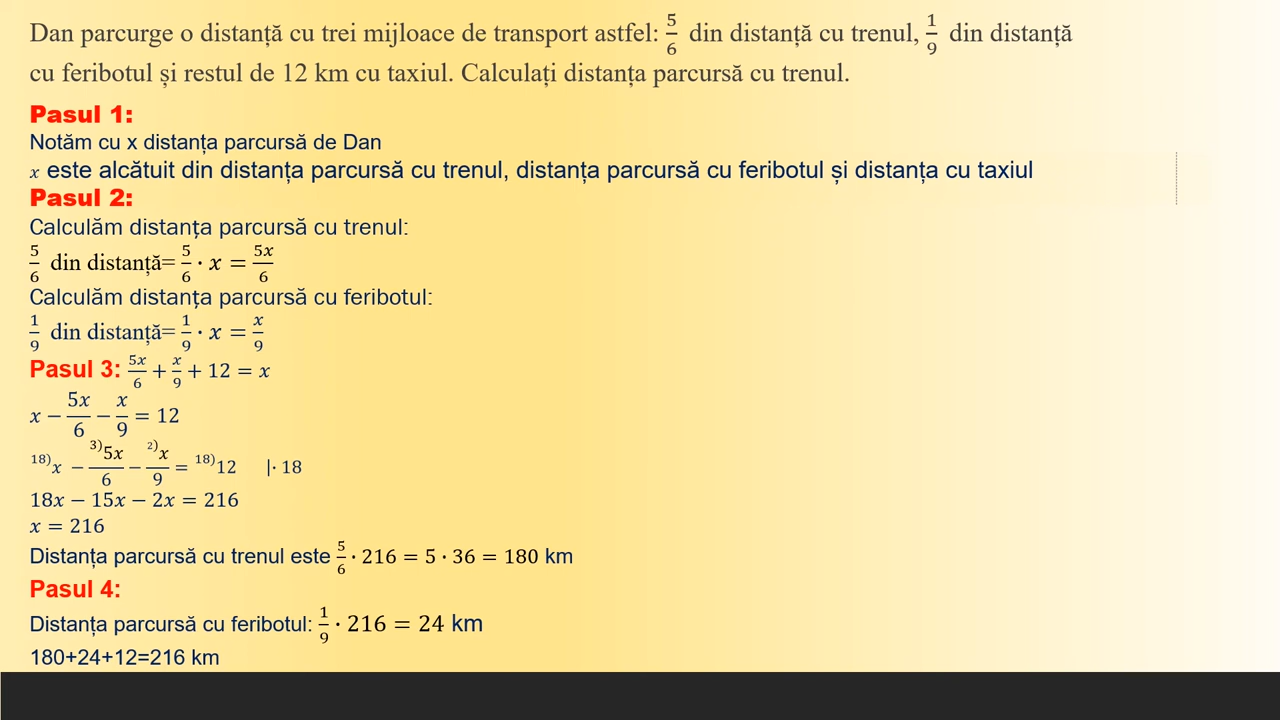 Dan parcurge o distanță cu trei mijloace de transport astfel: 5/6 din distanță cu trenul, 1/9 din distanță
cu feribotul și restul de 12 km cu taxiul. Calculați distanța parcursă cu trenul.
Pasul 1:
Notăm cu x distanța parcursă de Dan
x este alcătuit din distanța parcursă cu trenul, distanța parcursă cu feribotul și distanța cu taxiul
Pasul 2:
Calculăm distanța parcursă cu trenul:
5/6 din distanță= 5/6 · x = 5x/6
Calculăm distanța parcursă cu feribotul:
1/9 din distanță= 1/9 · x = x/9
Pasul 3: 5x/6 + x/9 + 12 = x
x − 5x/6 − x/9 = 12
18)x − 3)5x/6 − 2)x/9 = 18)12 |· 18
18x − 15x − 2x = 216
x = 216
Distanța parcursă cu trenul este 5/6 · 216 = 5 · 36 = 180 km
Pasul 4:
Distanța parcursă cu feribotul: 1/9 · 216 = 24 km
180+24+12=216 km